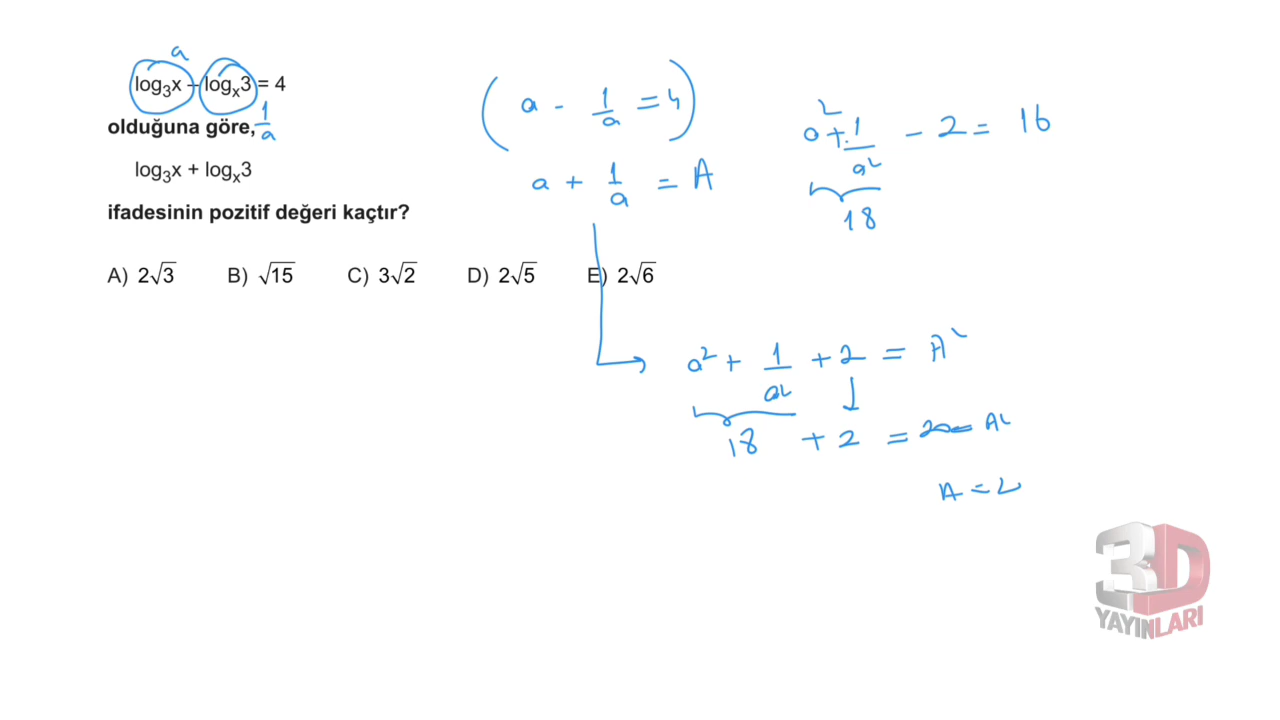 a
log₃x - logₓ3 = 4
olduğuna göre, 1/a
log₃x + logₓ3
ifadesinin pozitif değeri kaçtır?
A) 2√3 B) √15 C) 3√2 D) 2√5 E) 2√6
(a - 1/a = 4)²
a + 1/a = A
a² + 1/a² - 2 = 16
18
a² + 1/a² + 2 = A²
18 + 2 = 20 = A²
A = 2
3D
YAYINLARI